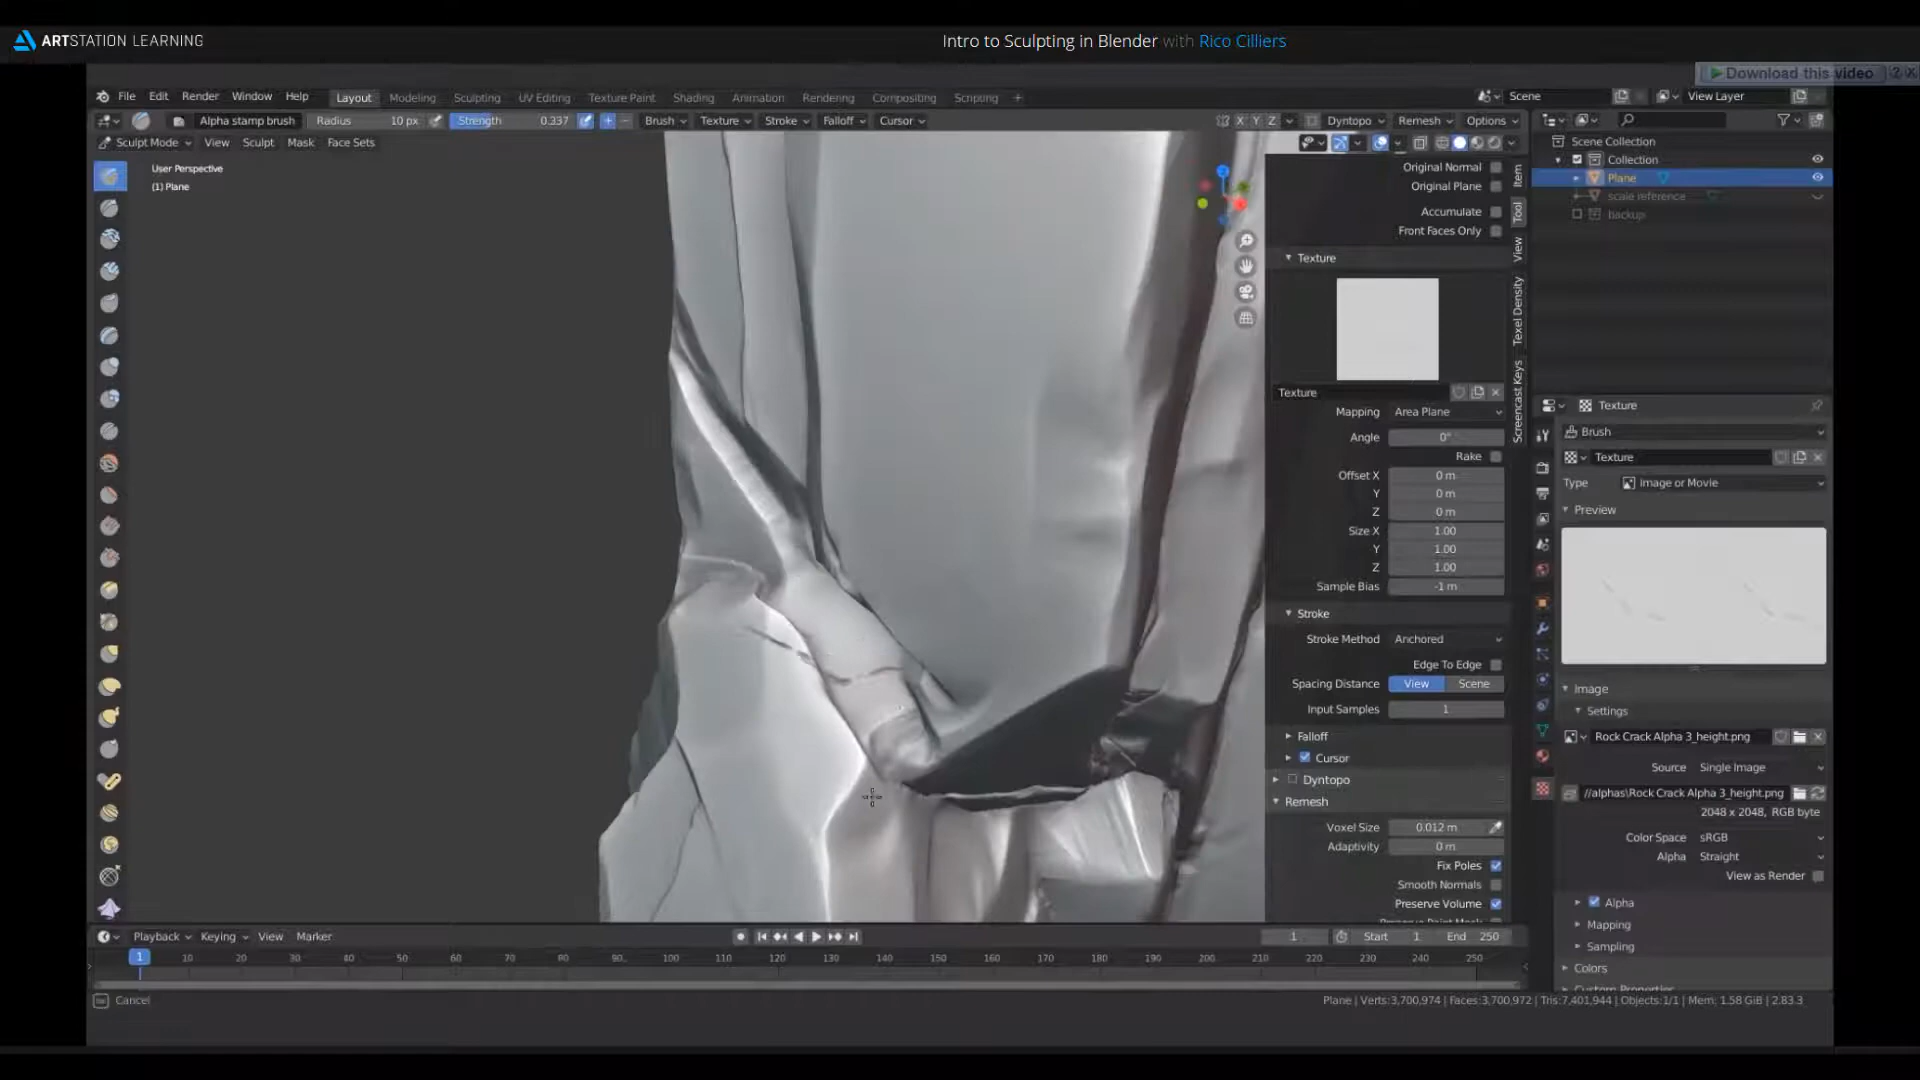 ARTSTATION LEARNING
Intro to Sculpting in Blender with Rico Cilliers
Download this video ? X
File Edit Render Window Help
Layout Modeling Sculpting UV Editing Texture Paint Shading Animation Rendering Compositing Scripting +
Scene
View Layer
Alpha stamp brush Radius 10 px Strength 0.337 + - Brush Texture Stroke Falloff Cursor
X Y Z Dyntopo Remesh Options
Sculpt Mode View Sculpt Mask Face Sets
User Perspective
(1) Plane
Original Normal
Original Plane
Accumulate
Front Faces Only
Texture
Texture
Mapping Area Plane
Angle 0°
Rake
Offset X 0 m
Y 0 m
Z 0 m
Size X 1.00
Y 1.00
Z 1.00
Sample Bias -1 m
Stroke
Stroke Method Anchored
Edge To Edge
Spacing Distance View Scene
Input Samples 1
Falloff
Cursor
Dyntopo
Remesh
Voxel Size 0.012 m
Adaptivity 0 m
Fix Poles
Smooth Normals
Preserve Volume
Preserve Paint Mask
Item
Tool
View
Texel Density
Screencast Keys
Scene Collection
Collection
Plane
scale reference
backup
Texture
Brush
Texture
Type Image or Movie
Preview
Image
Settings
Rock Crack Alpha 3_height.png
Source Single Image
//alphas\Rock Crack Alpha 3_height.png
2048 x 2048, RGB byte
Color Space sRGB
Alpha Straight
View as Render
Alpha
Mapping
Sampling
Colors
Custom Properties
Playback Keying View Marker
1 Start 1 End 250
1 10 20 30 40 50 60 70 80 90 100 110 120 130 140 150 160 170 180 190 200 210 220 230 240 250
Cancel
Plane | Verts:3,700,974 | Faces:3,700,972 | Tris:7,401,944 | Objects:1/1 | Mem: 1.58 GiB | 2.83.3